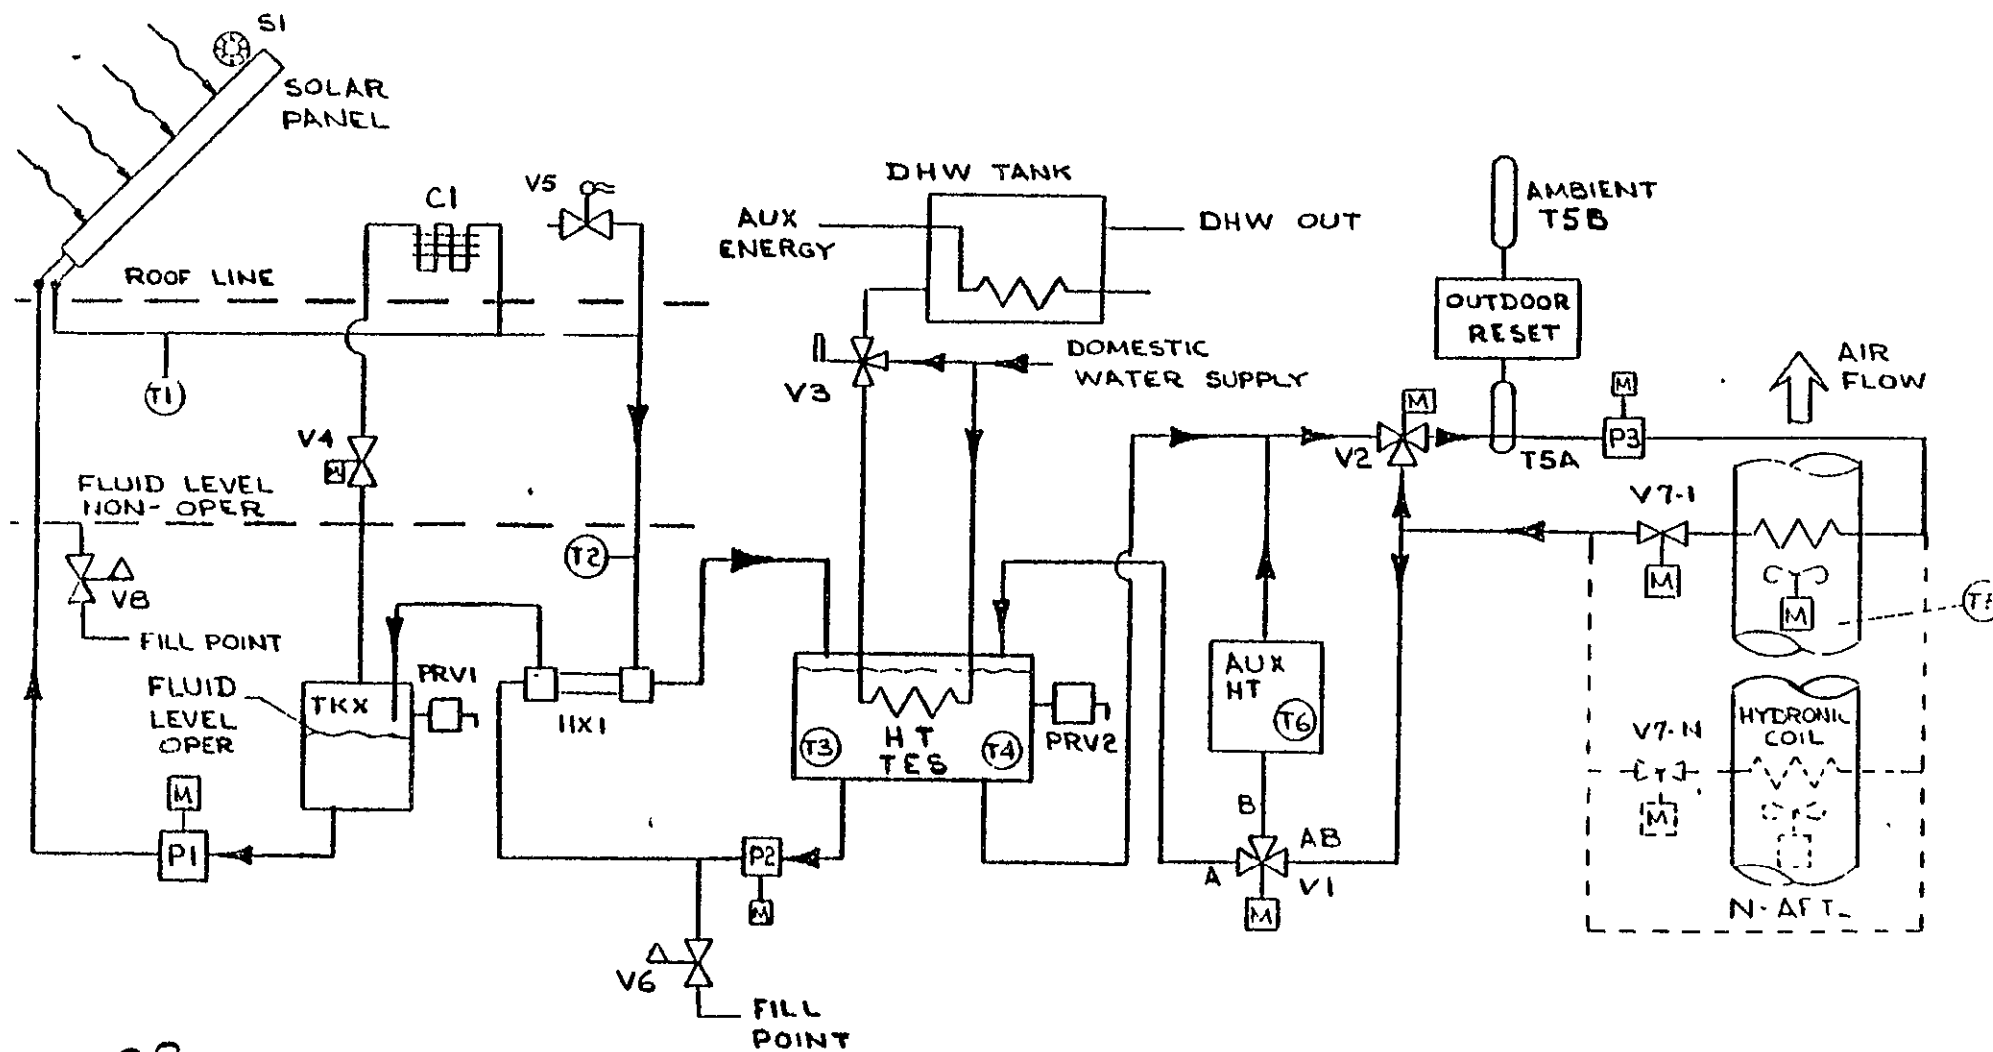 S1
SOLAR
PANEL
C1
V5
DHW TANK
AUX
ENERGY
DHW OUT
AMBIENT
T5B
ROOF LINE
OUTDOOR
RESET
DOMESTIC
WATER SUPPLY
V3
T1
AIR
FLOW
M
M
V4
M
V2
P3
T5A
FLUID LEVEL
NON-OPER
V7-1
T2
M
V8
M
FILL POINT
PRV1
FLUID
LEVEL
OPER
TKX
HX1
AUX
HT
T6
T3
HT
TES
T4
PRV2
V7-N
HYDRONIC
COIL
M
M
B
P1
P2
A
AB
V1
M
M
N-AFT
V6
FILL
POINT